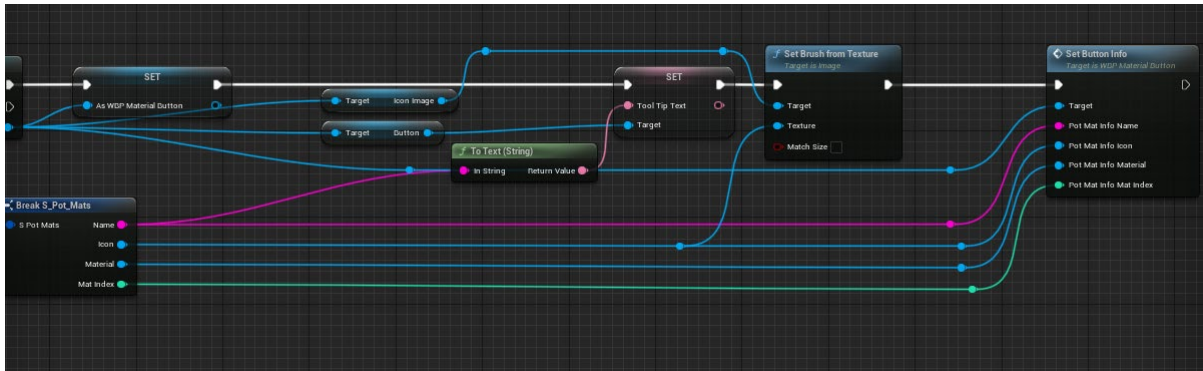 SET
As WBP Material Button
Target Icon Image
Target Button
To Text (String)
In String Return Value
SET
Tool Tip Text
Target
Set Brush from Texture
Target is Image
Target
Texture
Match Size
Set Button Info
Target is WBP Material Button
Target
Pot Mat Info Name
Pot Mat Info Icon
Pot Mat Info Material
Pot Mat Info Mat Index
Break S_Pot_Mats
S Pot Mats Name
Icon
Material
Mat Index